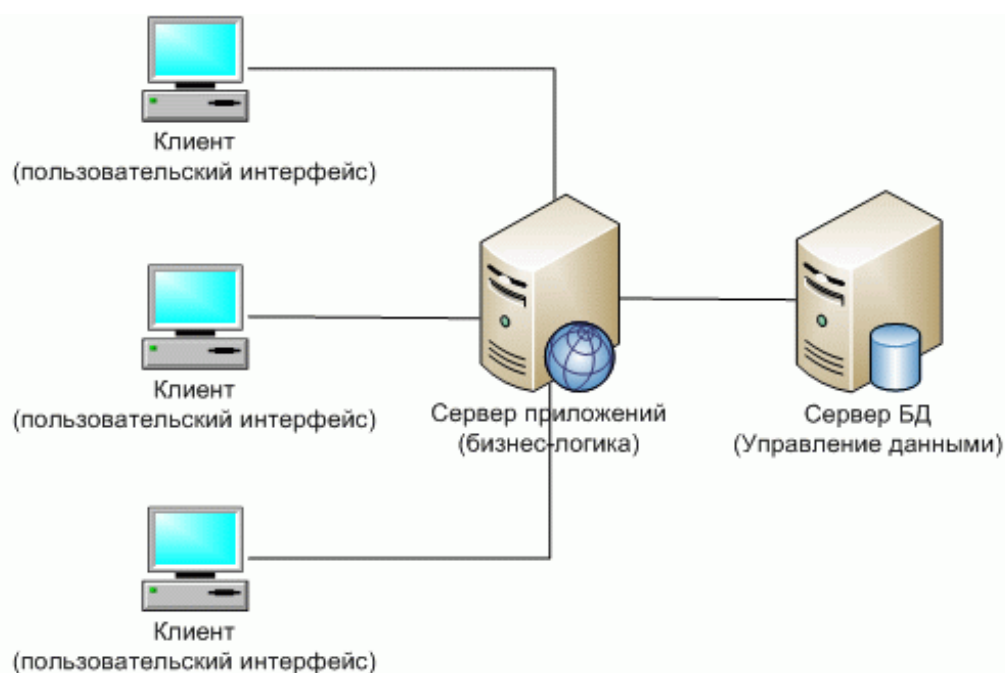 Клиент
(пользовательский интерфейс)
Клиент
(пользовательский интерфейс)
Сервер приложений
(бизнес-логика)
Сервер БД
(Управление данными)
Клиент
(пользовательский интерфейс)